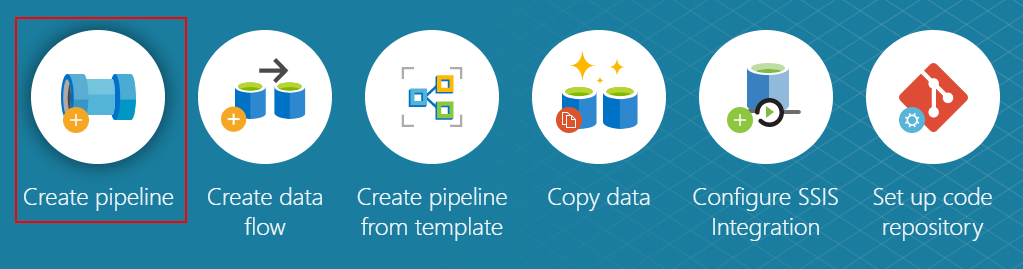 Create pipeline
Create data
flow
Create pipeline
from template
Copy data
Configure SSIS
Integration
Set up code
repository